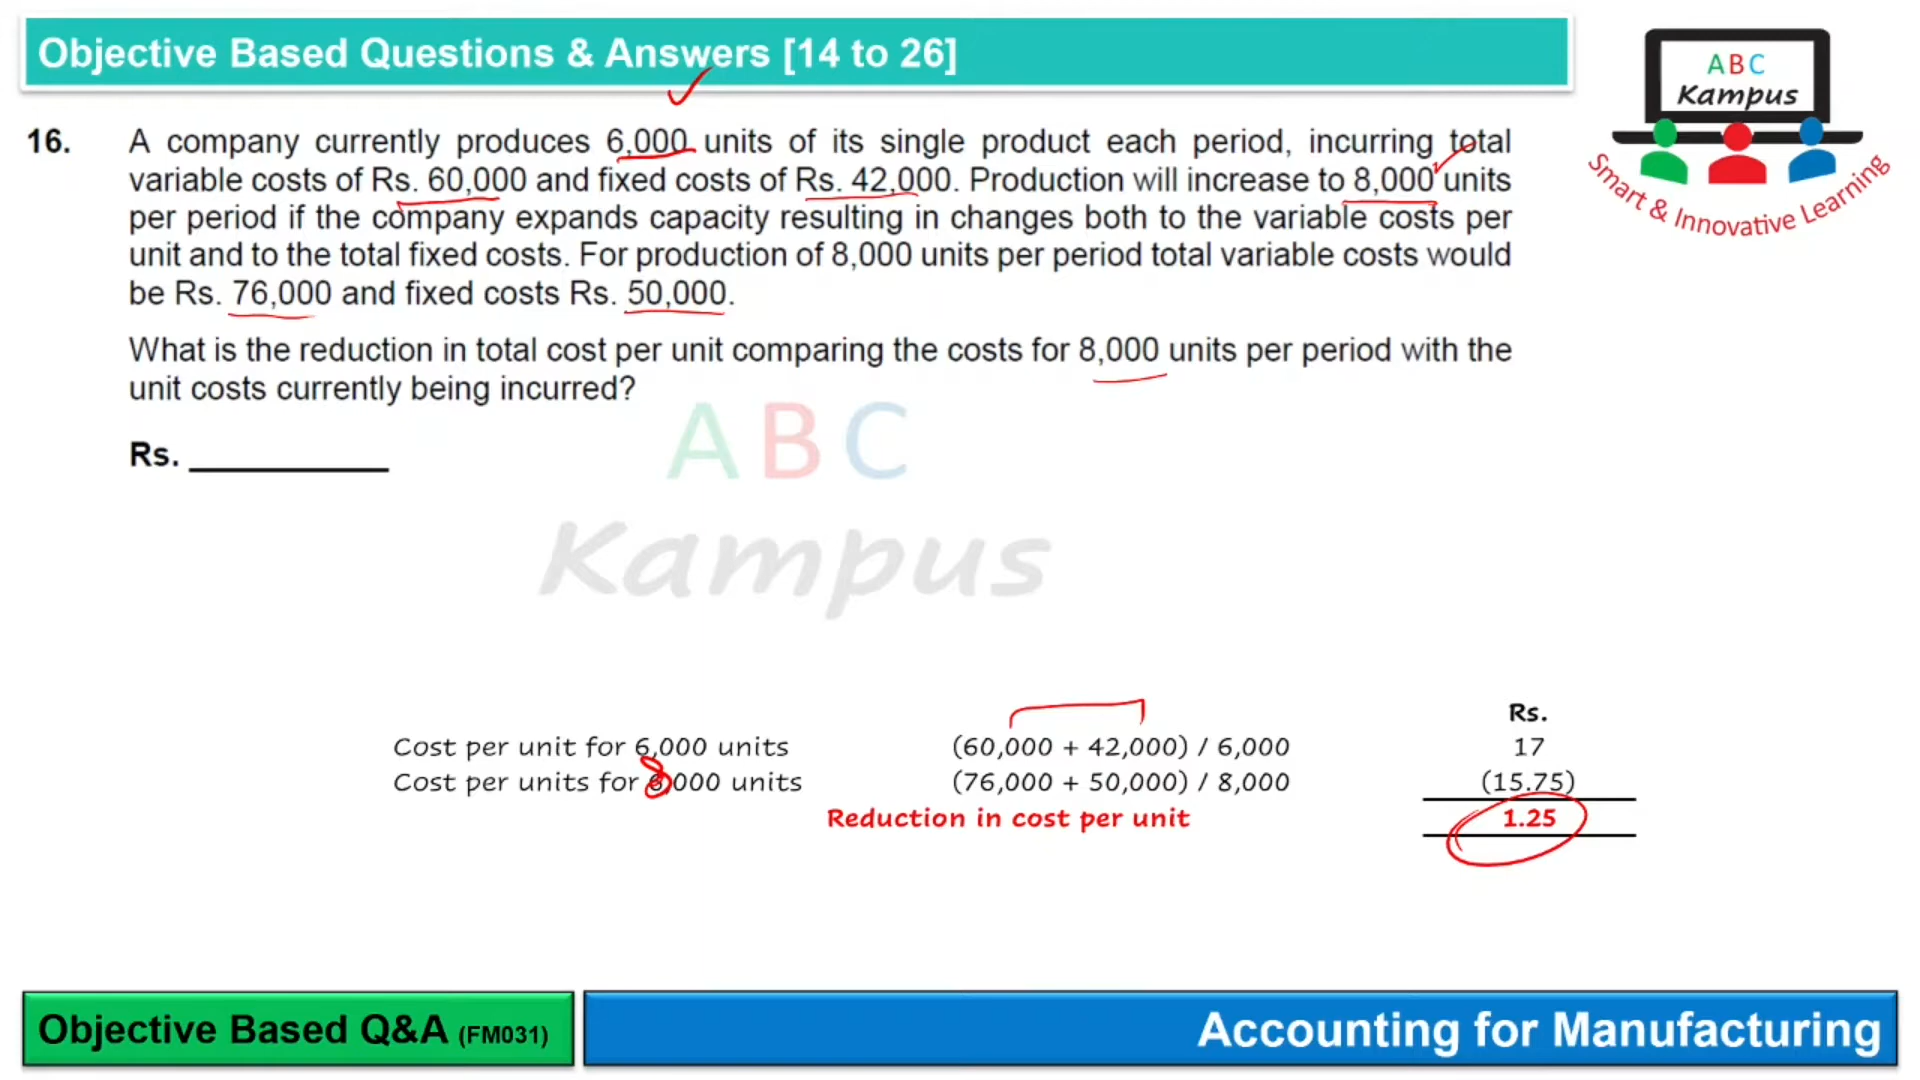 Objective Based Questions & Answers [14 to 26]
ABC
Kampus
Smart & Innovative Learning
16. A company currently produces 6,000 units of its single product each period, incurring total
variable costs of Rs. 60,000 and fixed costs of Rs. 42,000. Production will increase to 8,000 units
per period if the company expands capacity resulting in changes both to the variable costs per
unit and to the total fixed costs. For production of 8,000 units per period total variable costs would
be Rs. 76,000 and fixed costs Rs. 50,000.
What is the reduction in total cost per unit comparing the costs for 8,000 units per period with the
unit costs currently being incurred?
Rs. __________
ABC
Kampus
Rs.
Cost per unit for 6,000 units (60,000 + 42,000) / 6,000 17
Cost per units for 8,000 units (76,000 + 50,000) / 8,000 (15.75)
Reduction in cost per unit 1.25
Objective Based Q&A (FM031)
Accounting for Manufacturing